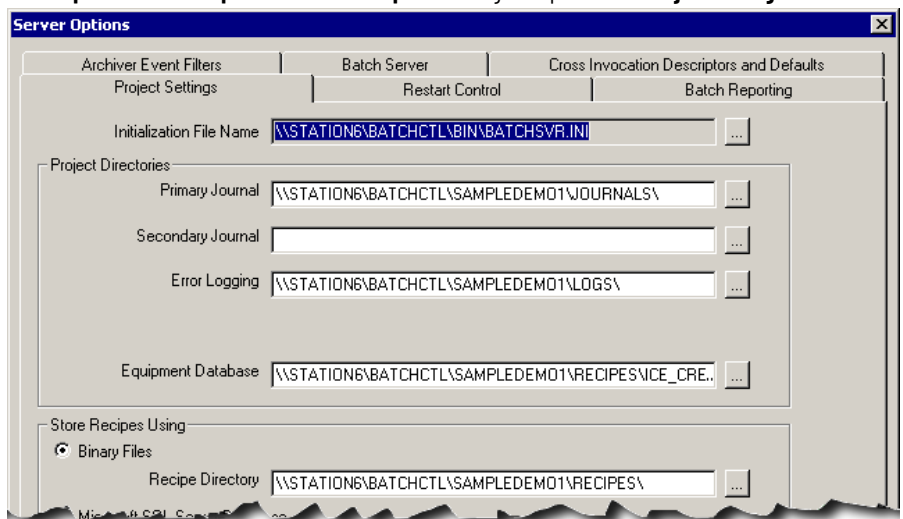 Server Options
Archiver Event Filters Batch Server Cross Invocation Descriptors and Defaults
Project Settings Restart Control Batch Reporting
Initialization File Name \\STATION6\BATCHCTL\BIN\BATCHSVR.INI ...
Project Directories
Primary Journal \\STATION6\BATCHCTL\SAMPLEDEMO1\JOURNALS\ ...
Secondary Journal ...
Error Logging \\STATION6\BATCHCTL\SAMPLEDEMO1\LOGS\ ...
Equipment Database \\STATION6\BATCHCTL\SAMPLEDEMO1\RECIPES\ICE_CRE.. ...
Store Recipes Using
Binary Files
Recipe Directory \\STATION6\BATCHCTL\SAMPLEDEMO1\RECIPES\ ...